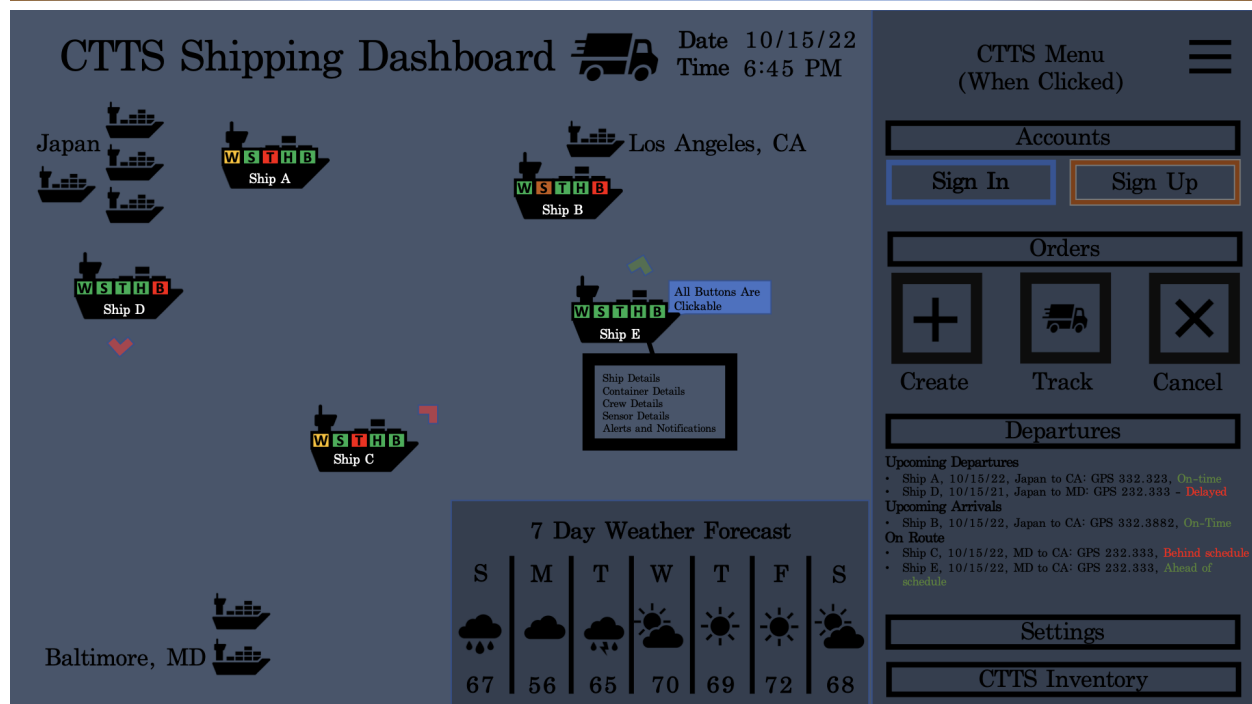 CTTS Shipping Dashboard
Date 10/15/22
Time 6:45 PM
Japan
W S T H B
Ship A
Los Angeles, CA
W S T H B
Ship B
W S T H B
Ship D
All Buttons Are
Clickable
W S T H B
Ship E
Ship Details
Container Details
Crew Details
Sensor Details
Alerts and Notifications
W S T H B
Ship C
Baltimore, MD
7 Day Weather Forecast
S M T W T F S
67 56 65 70 69 72 68
CTTS Menu
(When Clicked)
Accounts
Sign In Sign Up
Orders
Create Track Cancel
Departures
Upcoming Departures
• Ship A, 10/15/22, Japan to CA: GPS 332.323, On-time
• Ship D, 10/15/21, Japan to MD: GPS 232.333 - Delayed
Upcoming Arrivals
• Ship B, 10/15/22, Japan to CA: GPS 332.3882, On-Time
On Route
• Ship C, 10/15/22, MD to CA: GPS 232.333, Behind schedule
• Ship E, 10/15/22, MD to CA: GPS 232.333, Ahead of
schedule
Settings
CTTS Inventory